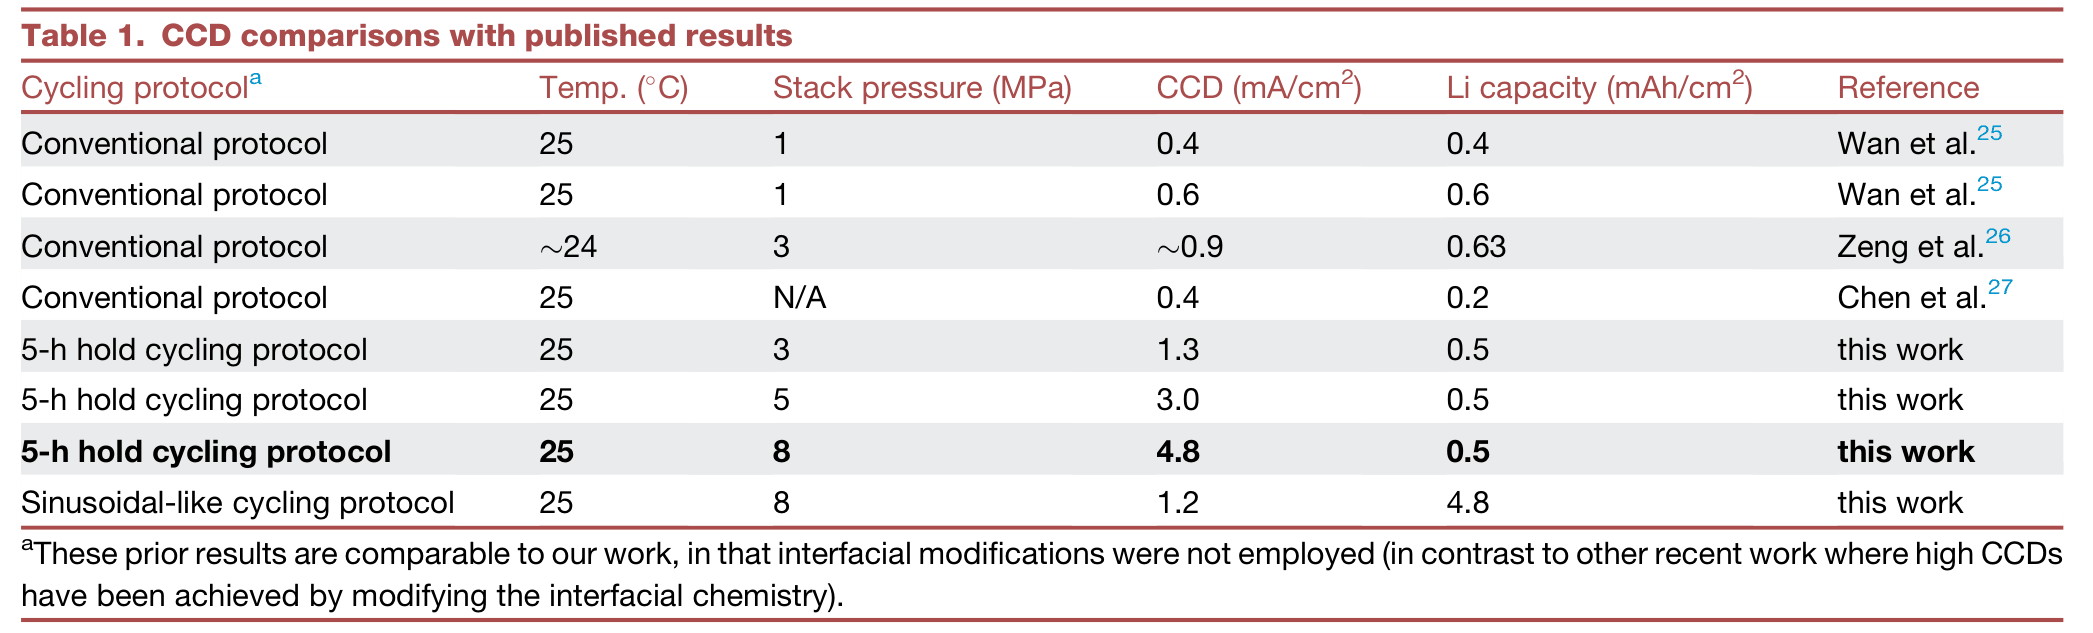 Table 1. CCD comparisons with published results
Cycling protocolᵃ Temp. (°C) Stack pressure (MPa) CCD (mA/cm²) Li capacity (mAh/cm²) Reference
Conventional protocol 25 1 0.4 0.4 Wan et al.²⁵
Conventional protocol 25 1 0.6 0.6 Wan et al.²⁵
Conventional protocol ~24 3 ~0.9 0.63 Zeng et al.²⁶
Conventional protocol 25 N/A 0.4 0.2 Chen et al.²⁷
5-h hold cycling protocol 25 3 1.3 0.5 this work
5-h hold cycling protocol 25 5 3.0 0.5 this work
5-h hold cycling protocol 25 8 4.8 0.5 this work
Sinusoidal-like cycling protocol 25 8 1.2 4.8 this work
ᵃThese prior results are comparable to our work, in that interfacial modifications were not employed (in contrast to other recent work where high CCDs
have been achieved by modifying the interfacial chemistry).